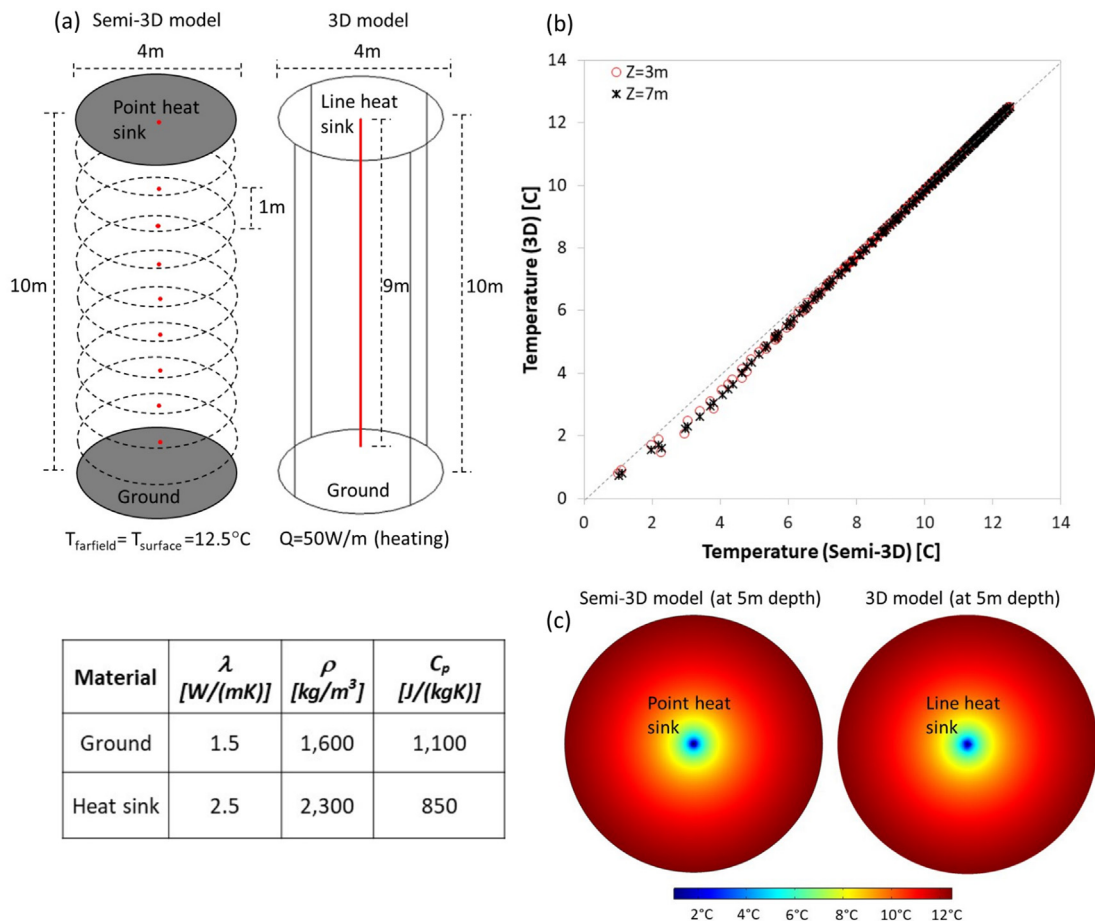 (a)
Semi-3D model
3D model
4m
4m
Point heat
sink
Line heat
sink
1m
10m
9m
10m
Ground
Ground
T farfield = T surface =12.5°C
Q=50W/m (heating)
(b)
Z=3m
Z=7m
14
12
10
8
6
4
2
0
0 2 4 6 8 10 12 14
Temperature (3D) [C]
Temperature (Semi-3D) [C]
Material λ [W/(mK)] ρ [kg/m³] Cₚ [J/(kgK)]
Ground 1.5 1,600 1,100
Heat sink 2.5 2,300 850
(c)
Semi-3D model (at 5m depth)
3D model (at 5m depth)
Point heat
sink
Line heat
sink
2°C 4°C 6°C 8°C 10°C 12°C